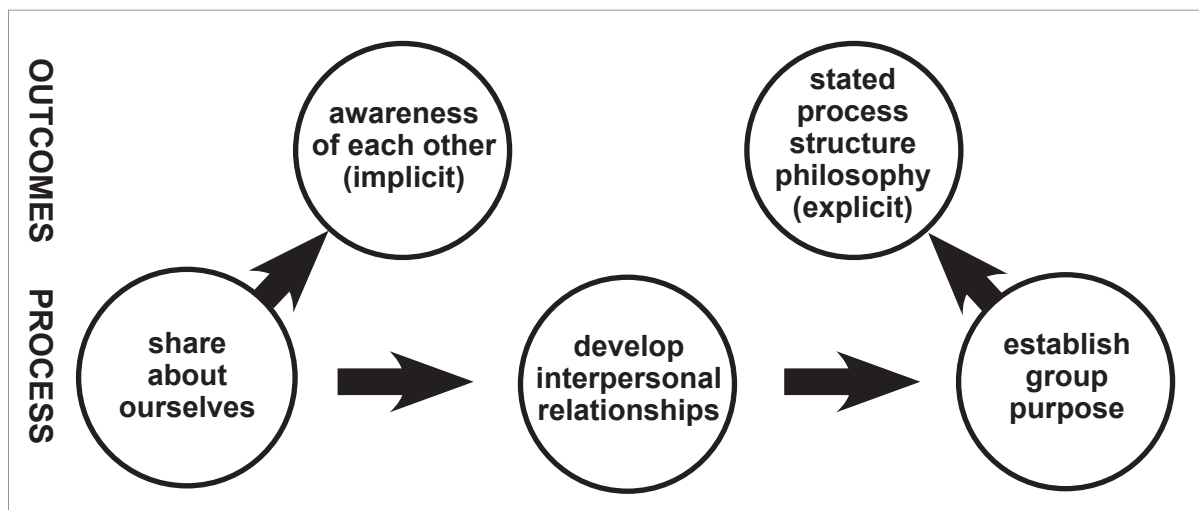 OUTCOMES
awareness
of each other
(implicit)
stated
process
structure
philosophy
(explicit)
PROCESS
share
about
ourselves
develop
interpersonal
relationships
establish
group
purpose